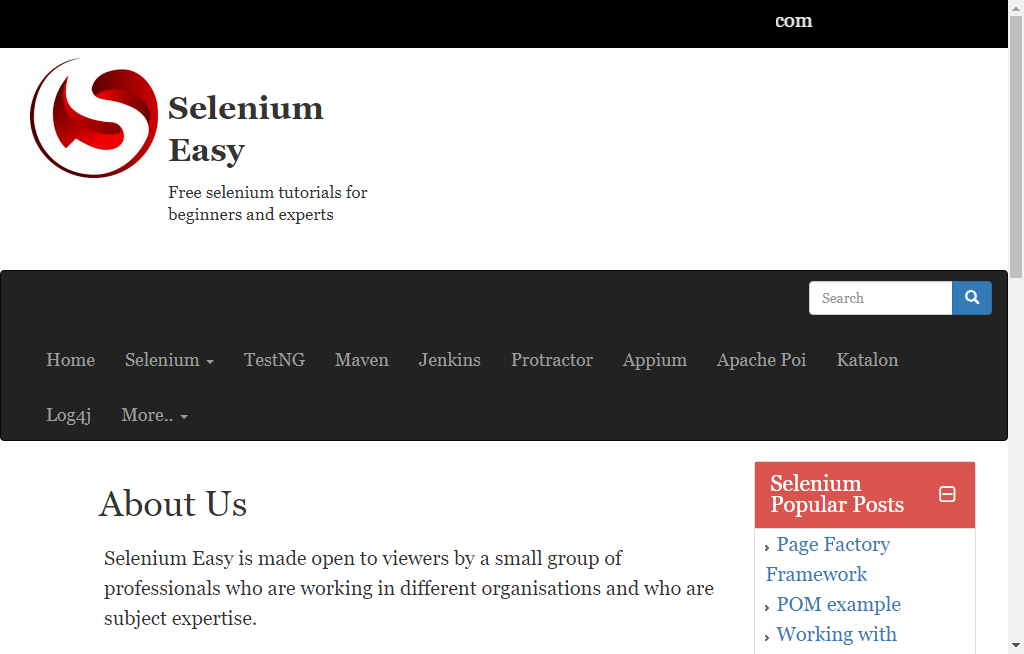 com
Selenium
Easy
Free selenium tutorials for
beginners and experts
Search
Home Selenium TestNG Maven Jenkins Protractor Appium Apache Poi Katalon
Log4j More..
About Us
Selenium Easy is made open to viewers by a small group of
professionals who are working in different organisations and who are
subject expertise.
Selenium
Popular Posts
Page Factory
Framework
POM example
Working with